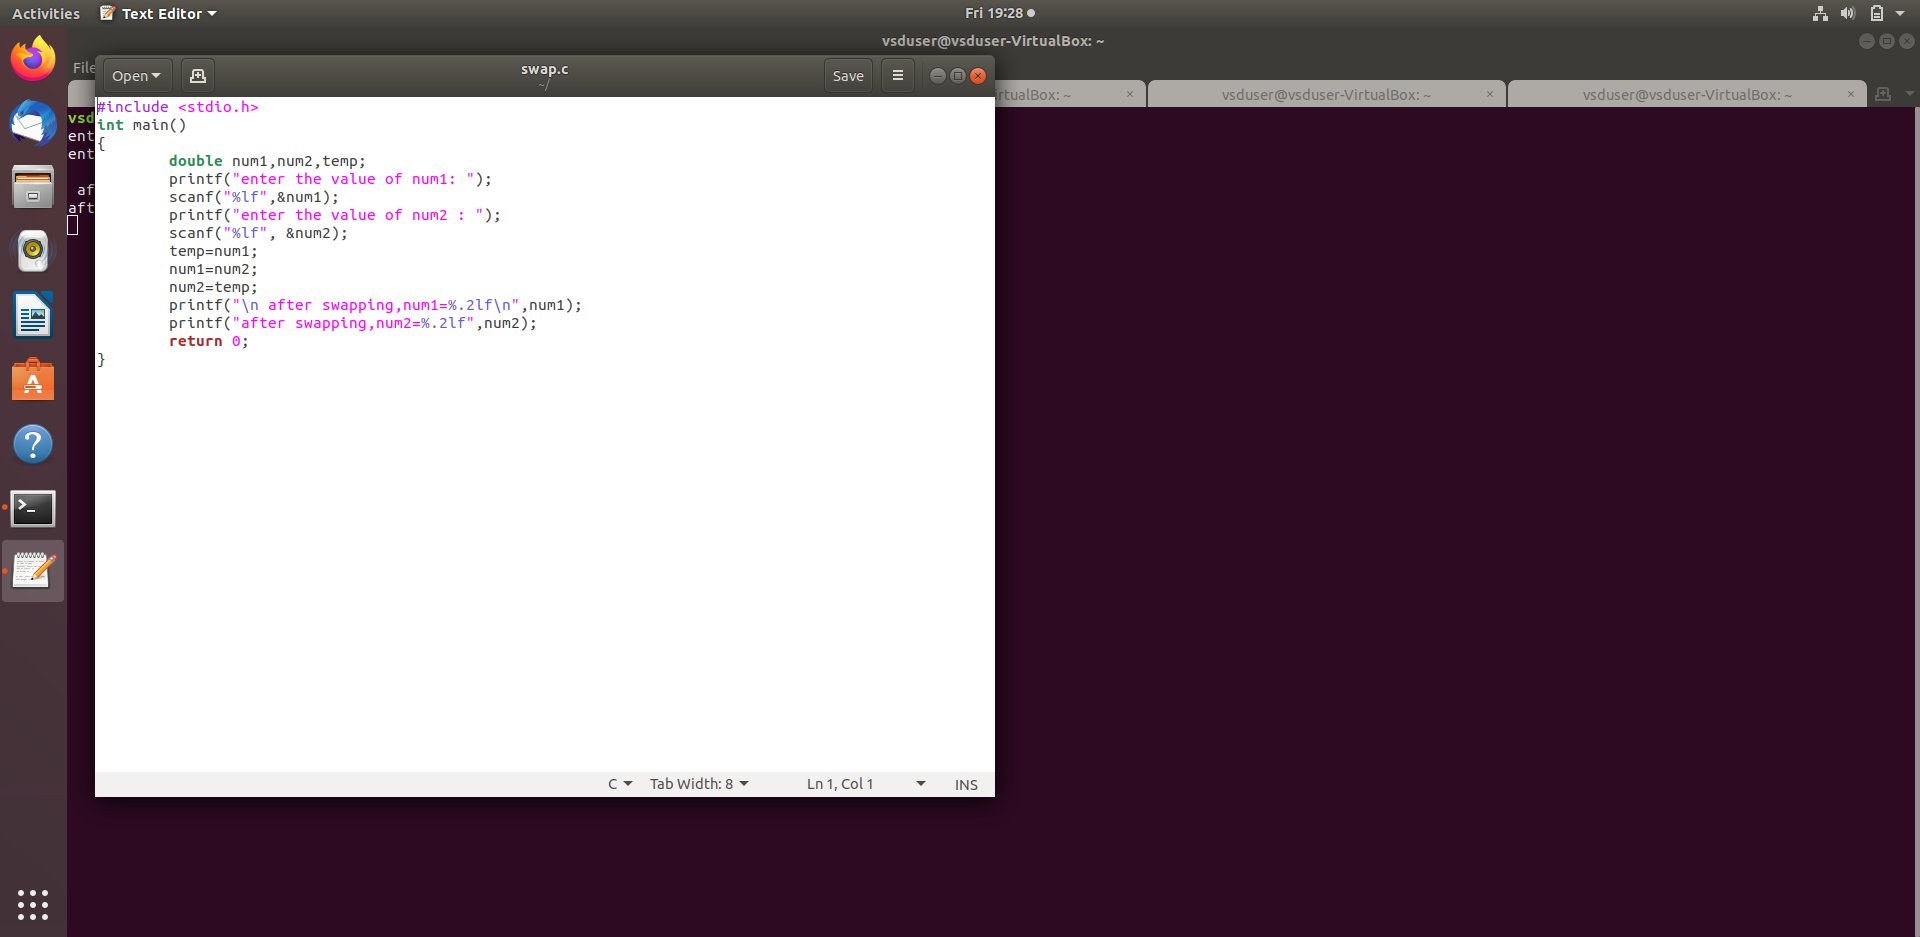 Activities Text Editor Fri 19:28
vsduser@vsduser-VirtualBox: ~
File
Open swap.c Save
~/
rtualBox: ~ vsduser@vsduser-VirtualBox: ~ vsduser@vsduser-VirtualBox: ~
#include <stdio.h>
int main()
{
double num1,num2,temp;
printf("enter the value of num1: ");
scanf("%lf",&num1);
printf("enter the value of num2 : ");
scanf("%lf", &num2);
temp=num1;
num1=num2;
num2=temp;
printf("\n after swapping,num1=%.2lf\n",num1);
printf("after swapping,num2=%.2lf",num2);
return 0;
}
vsd
ent
ent
af
aft
C Tab Width: 8 Ln 1, Col 1 INS